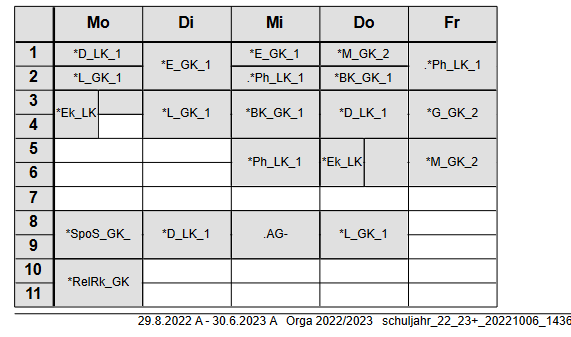 Mo Di Mi Do Fr
1 *D_LK_1 *E_GK_1 *E_GK_1 *M_GK_2 .*Ph_LK_1
2 *L_GK_1 .*Ph_LK_1 *BK_GK_1
3 *Ek_LK *L_GK_1 *BK_GK_1 *D_LK_1 *G_GK_2
4
5 *Ph_LK_1 *Ek_LK *M_GK_2
6
7
8 *SpoS_GK_ *D_LK_1 .AG- *L_GK_1
9
10 *RelRk_GK
11
29.8.2022 A - 30.6.2023 A Orga 2022/2023 schuljahr_22_23+_20221006_1436